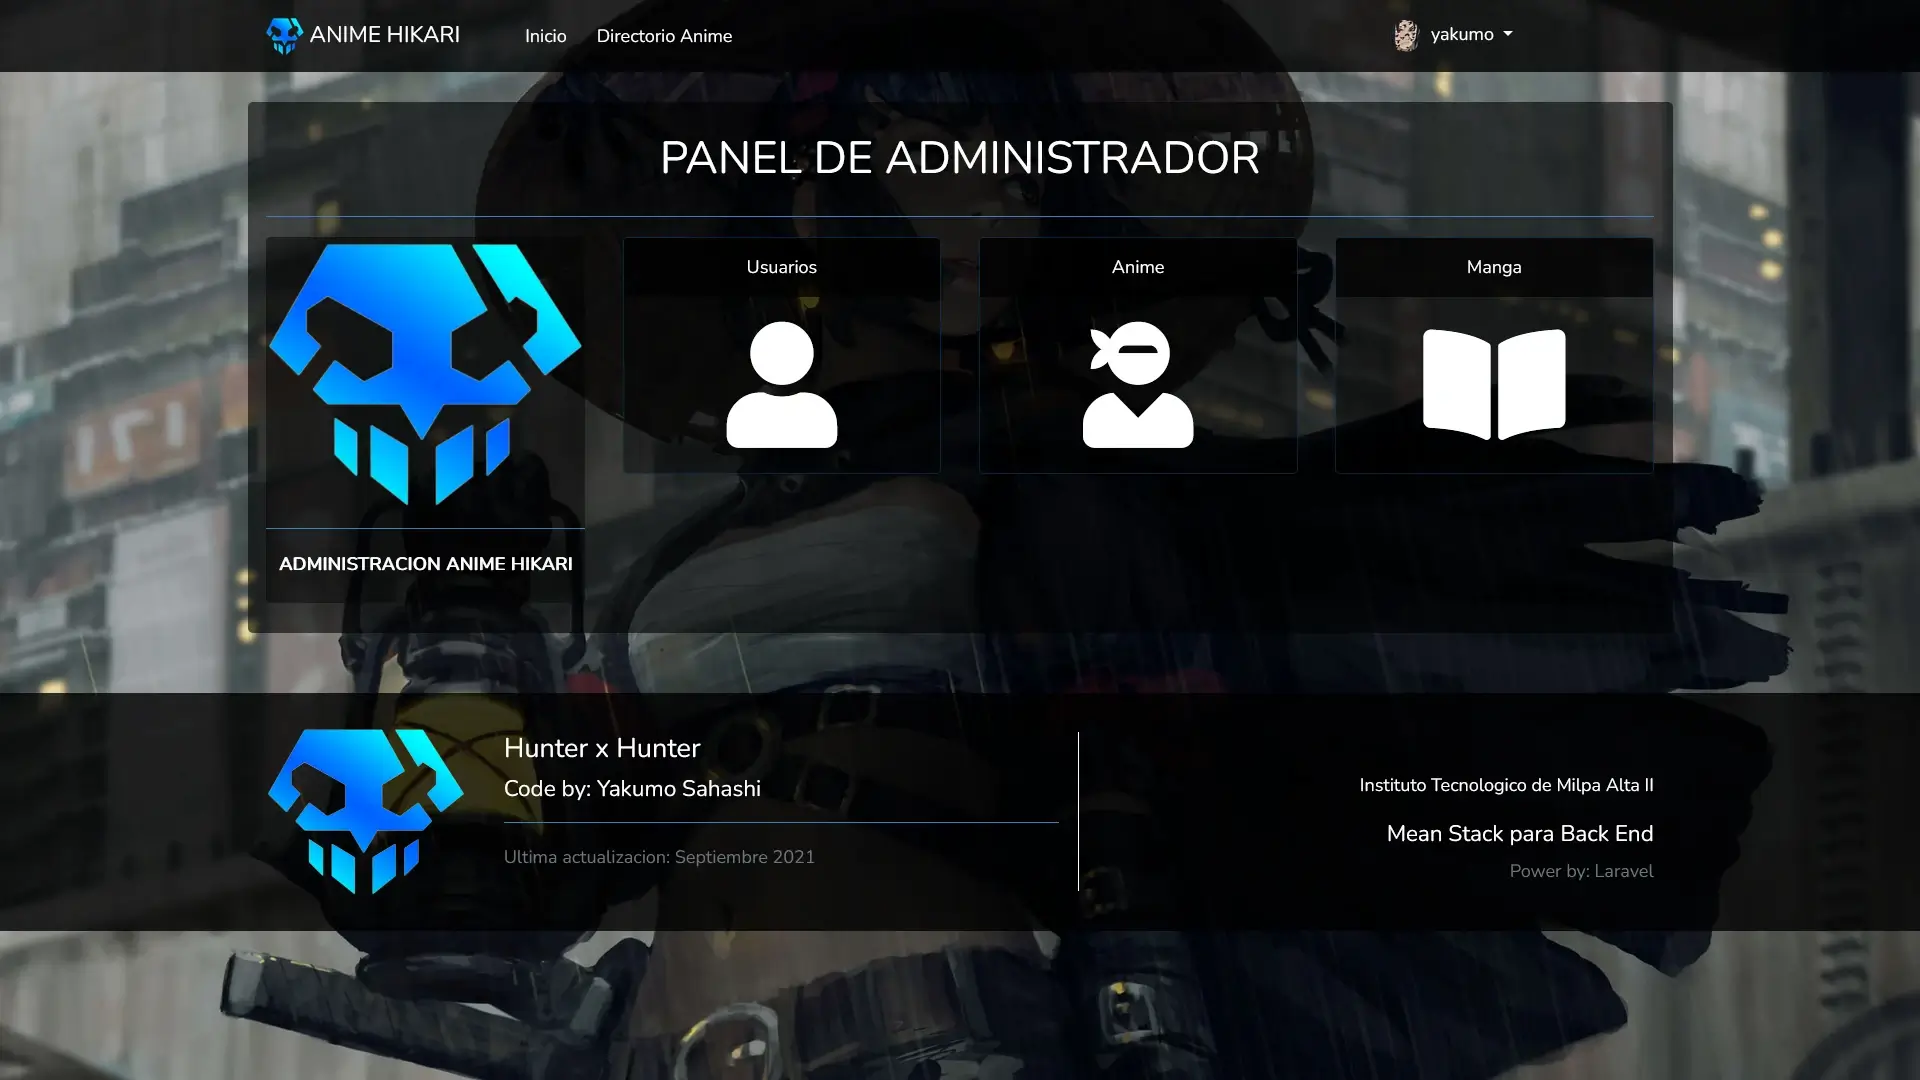 ANIME HIKARI
Inicio
Directorio Anime
yakumo
PANEL DE ADMINISTRADOR
Usuarios
Anime
Manga
ADMINISTRACION ANIME HIKARI
Hunter x Hunter
Code by: Yakumo Sahashi
Ultima actualizacion: Septiembre 2021
Instituto Tecnologico de Milpa Alta II
Mean Stack para Back End
Power by: Laravel